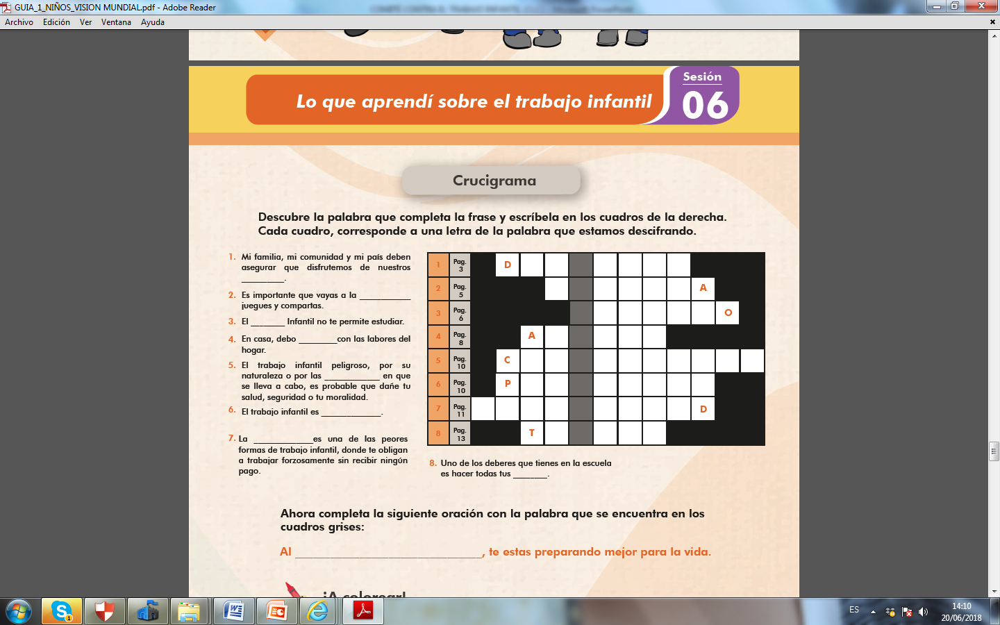 GUIA_1_NIÑOS_VISION MUNDIAL.pdf - Adobe Reader
Archivo Edición Ver Ventana Ayuda
Lo que aprendí sobre el trabajo infantil
Sesión
06
Crucigrama
Descubre la palabra que completa la frase y escríbela en los cuadros de la derecha.
Cada cuadro, corresponde a una letra de la palabra que estamos descifrando.
1. Mi familia, mi comunidad y mi país deben
asegurar que disfrutemos de nuestros
__________.
2. Es importante que vayas a la ____________
juegues y compartas.
3. El ________ Infantil no te permite estudiar.
4. En casa, debo _________con las labores del
hogar.
5. El trabajo infantil peligroso, por su
naturaleza o por las _____________ en que
se lleva a cabo, es probable que dañe tu
salud, seguridad o tu moralidad.
6. El trabajo infantil es ______________.
7. La ______________es una de las peores
formas de trabajo infantil, donde te obligan
a trabajar forzosamente sin recibir ningún
pago.
1 Pag. 3 D
2 Pag. 5 A
3 Pag. 6 O
4 Pag. 8 A
5 Pag. 10 C
6 Pag. 10 P
7 Pag. 11 D
8 Pag. 13 T
8. Uno de los deberes que tienes en la escuela
es hacer todas tus ________.
Ahora completa la siguiente oración con la palabra que se encuentra en los
cuadros grises:
Al ______________________________, te estas preparando mejor para la vida.
¡A colorear!
ES
14:10
20/06/2018